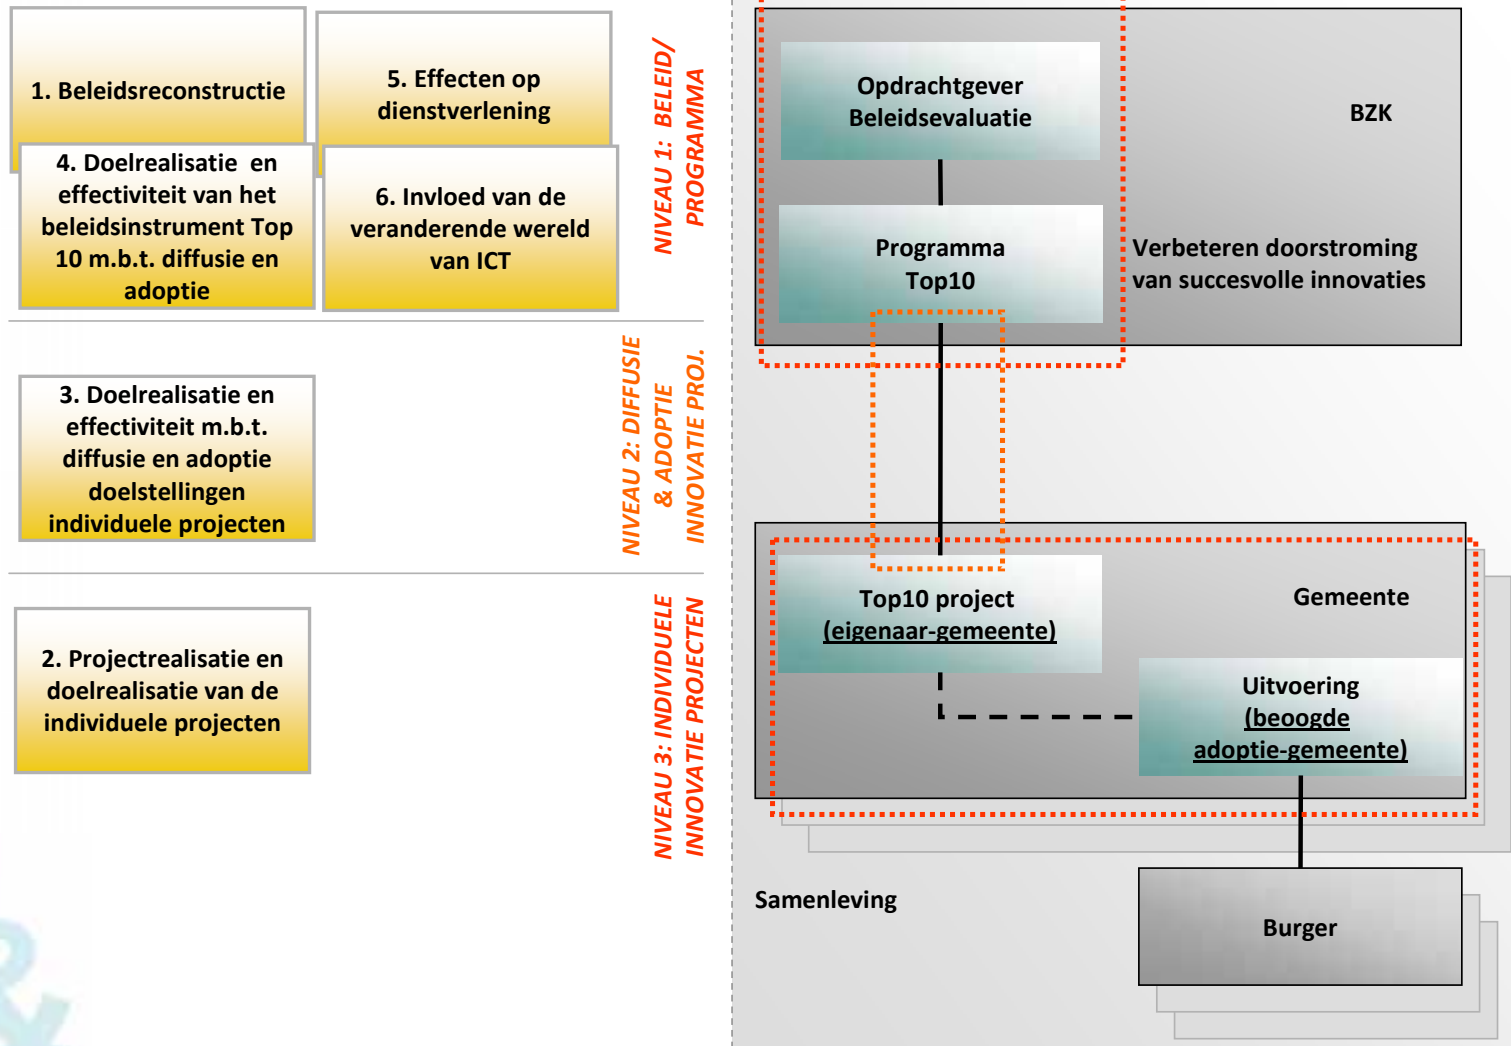 1. Beleidsreconstructie
5. Effecten op
dienstverlening
4. Doelrealisatie en
effectiviteit van het
beleidsinstrument Top
10 m.b.t. diffusie en
adoptie
6. Invloed van de
veranderende wereld
van ICT
NIVEAU 1: BELEID/
PROGRAMMA
3. Doelrealisatie en
effectiviteit m.b.t.
diffusie en adoptie
doelstellingen
individuele projecten
NIVEAU 2: DIFFUSIE
& ADOPTIE
INNOVATIE PROJ.
2. Projectrealisatie en
doelrealisatie van de
individuele projecten
NIVEAU 3: INDIVIDUELE
INNOVATIE PROJECTEN
Opdrachtgever
Beleidsevaluatie
BZK
Programma
Top10
Verbeteren doorstroming
van succesvolle innovaties
Top10 project
(eigenaar-gemeente)
Gemeente
Uitvoering
(beoogde
adoptie-gemeente)
Samenleving
Burger
&